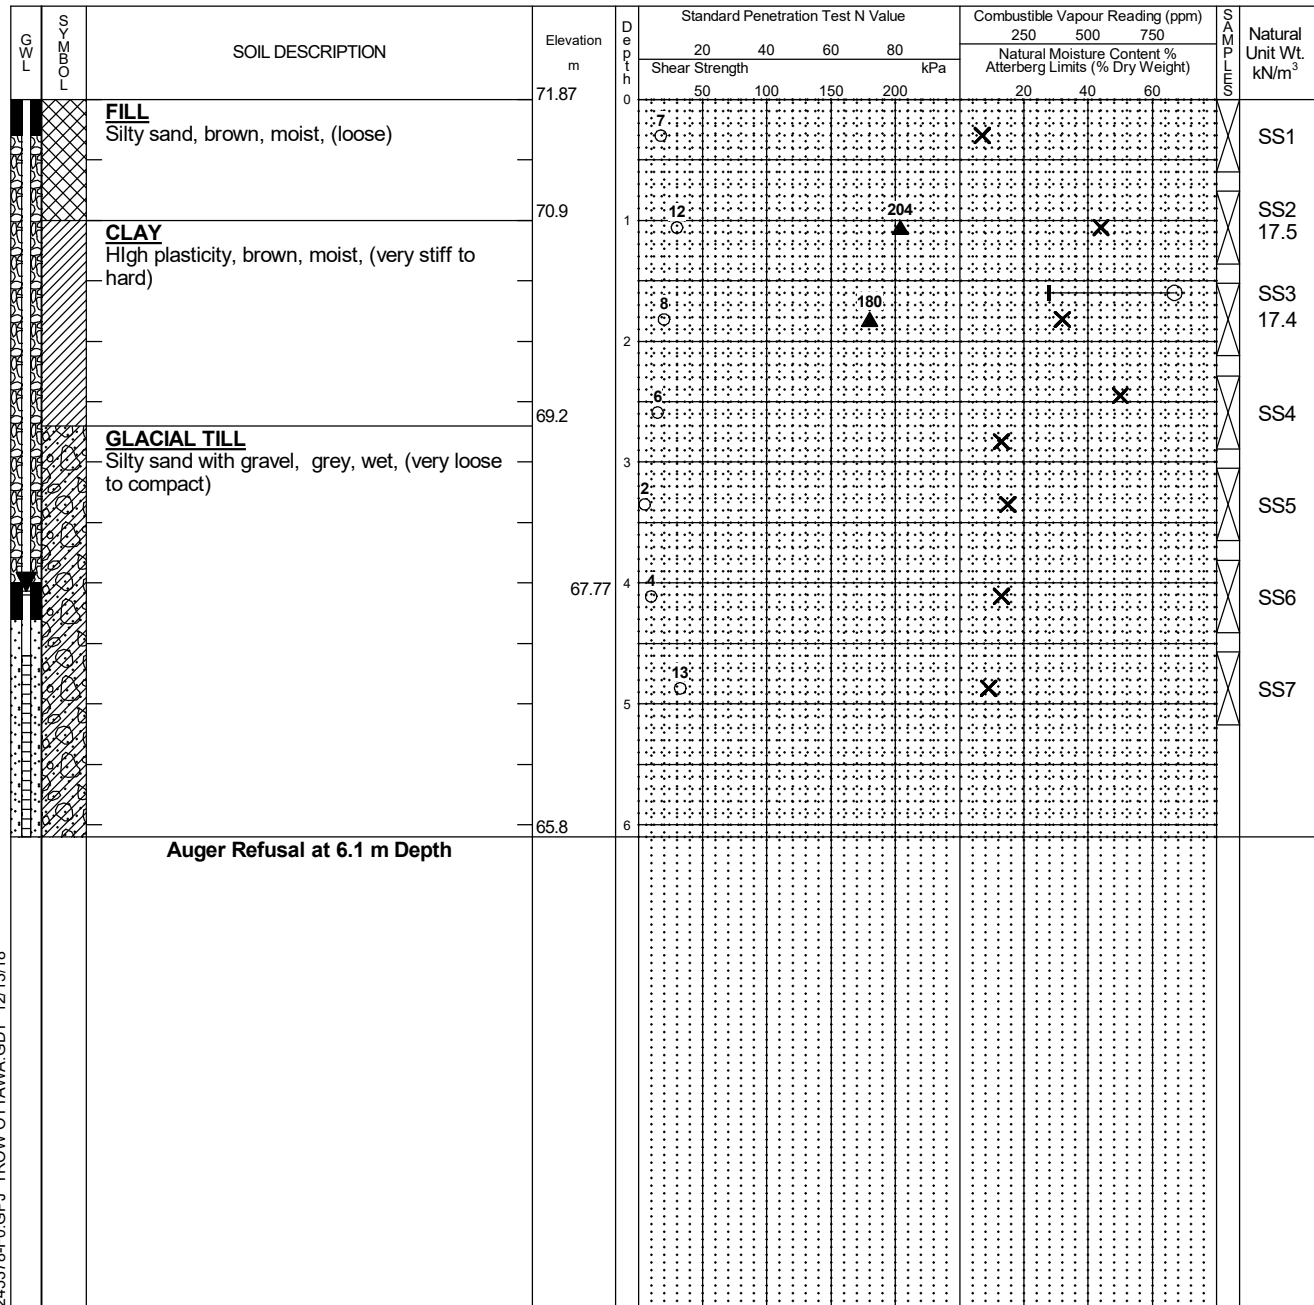 GWL
SYMBOL
SOIL DESCRIPTION
Elevation
m
Depth
Standard Penetration Test N Value
20 40 60 80
Shear Strength kPa
50 100 150 200
Combustible Vapour Reading (ppm)
250 500 750
Natural Moisture Content %
Atterberg Limits (% Dry Weight)
20 40 60
SAMPLES
Natural
Unit Wt.
kN/m³
71.87
0
FILL
Silty sand, brown, moist, (loose)
7
SS1
70.9
1
CLAY
HIgh plasticity, brown, moist, (very stiff to
hard)
12
204
SS2
17.5
8
180
SS3
17.4
2
6
SS4
69.2
GLACIAL TILL
Silty sand with gravel, grey, wet, (very loose
to compact)
3
2
SS5
67.77
4
4
SS6
13
SS7
5
65.8
6
Auger Refusal at 6.1 m Depth